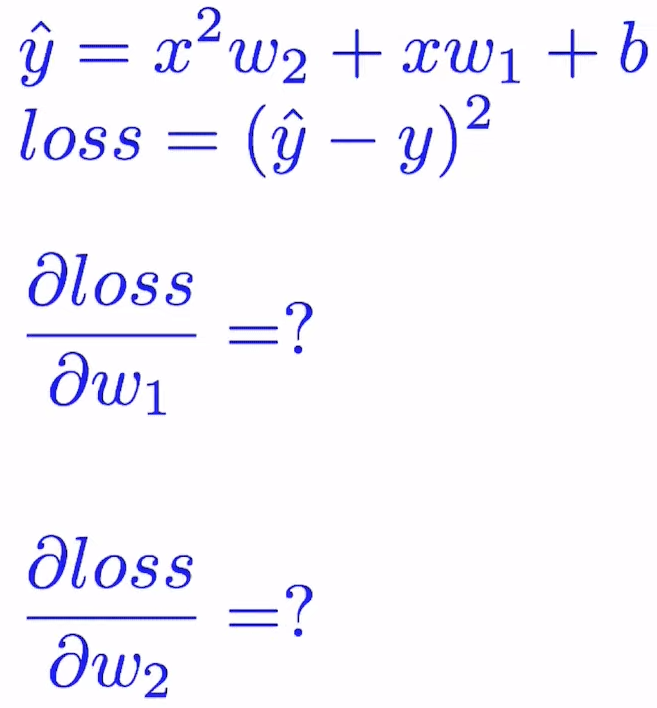 ŷ = x²w₂ + xw₁ + b
loss = (ŷ − y)²
∂loss/∂w₁ =?
∂loss/∂w₂ =?